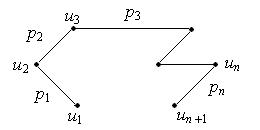 u₃ p₃
p₂
u₂ uₙ
p₁ pₙ
u₁ uₙ₊₁